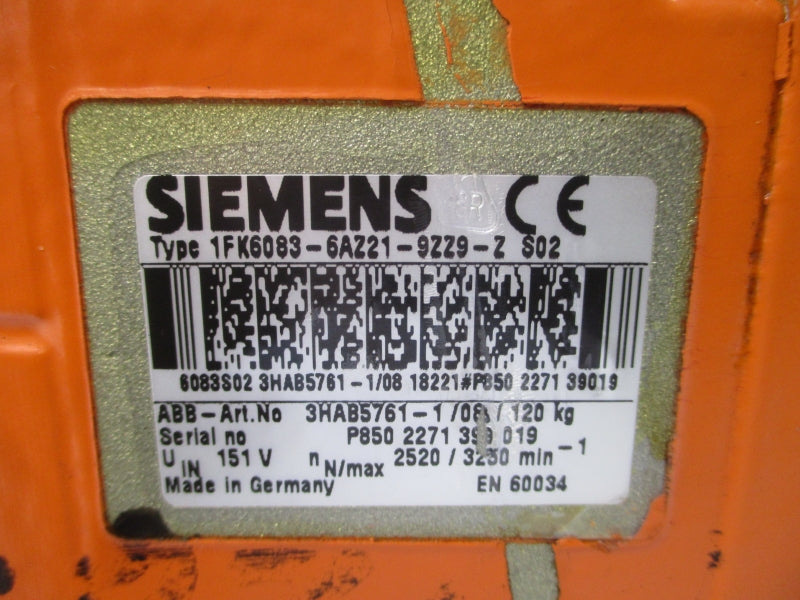 SIEMENS CE
Type 1FK6083-6AZ21-9ZZ9-Z S02
6083S02 3HAB5761-1/08 18221#P850 2271 39019
ABB-Art.No 3HAB5761-1/08 / 120 kg
Serial no P850 2271 390 019
U IN 151 V n N/max 2520 / 3230 min -1
Made in Germany EN 60034